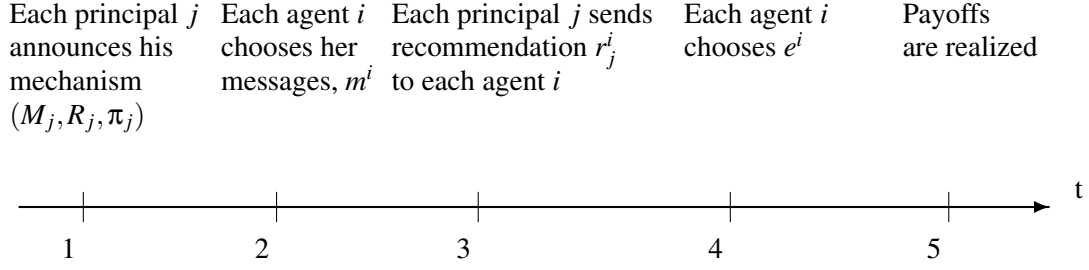 Each principal j
announces his
mechanism
(M_j, R_j, π_j)
Each agent i
chooses her
messages, m^i
Each principal j sends
recommendation r_j^i
to each agent i
Each agent i
chooses e^i
Payoffs
are realized
t
1 2 3 4 5